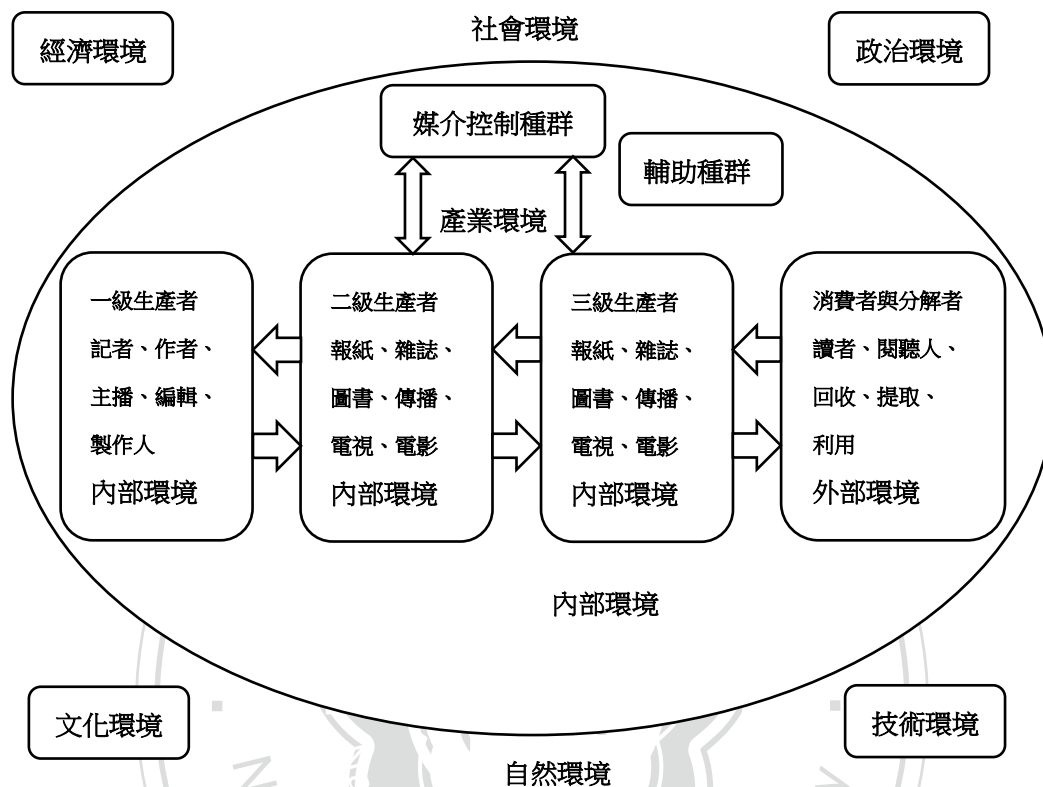 社會環境
經濟環境
政治環境
媒介控制種群
輔助種群
產業環境
一級生產者
記者、作者、
主播、編輯、
製作人
內部環境
二級生產者
報紙、雜誌、
圖書、傳播、
電視、電影
內部環境
三級生產者
報紙、雜誌、
圖書、傳播、
電視、電影
內部環境
消費者與分解者
讀者、閱聽人、
回收、提取、
利用
外部環境
內部環境
文化環境
技術環境
自然環境